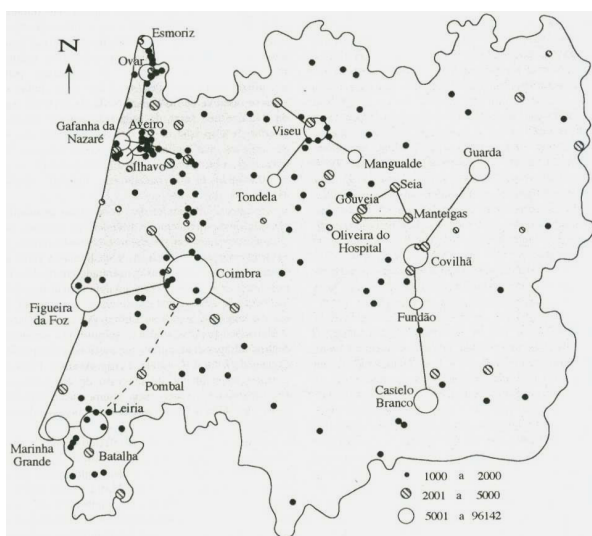 Esmoriz
N
Ovar
Aveiro
Gafanha da
Nazaré
Ílhavo
Viseu
Mangualde
Guarda
Tondela
Seia
Gouveia
Manteigas
Oliveira do
Hospital
Covilhã
Coimbra
Figueira
da Foz
Fundão
Pombal
Castelo
Branco
Leiria
Marinha
Grande
Batalha
1000 a 2000
2001 a 5000
5001 a 96142